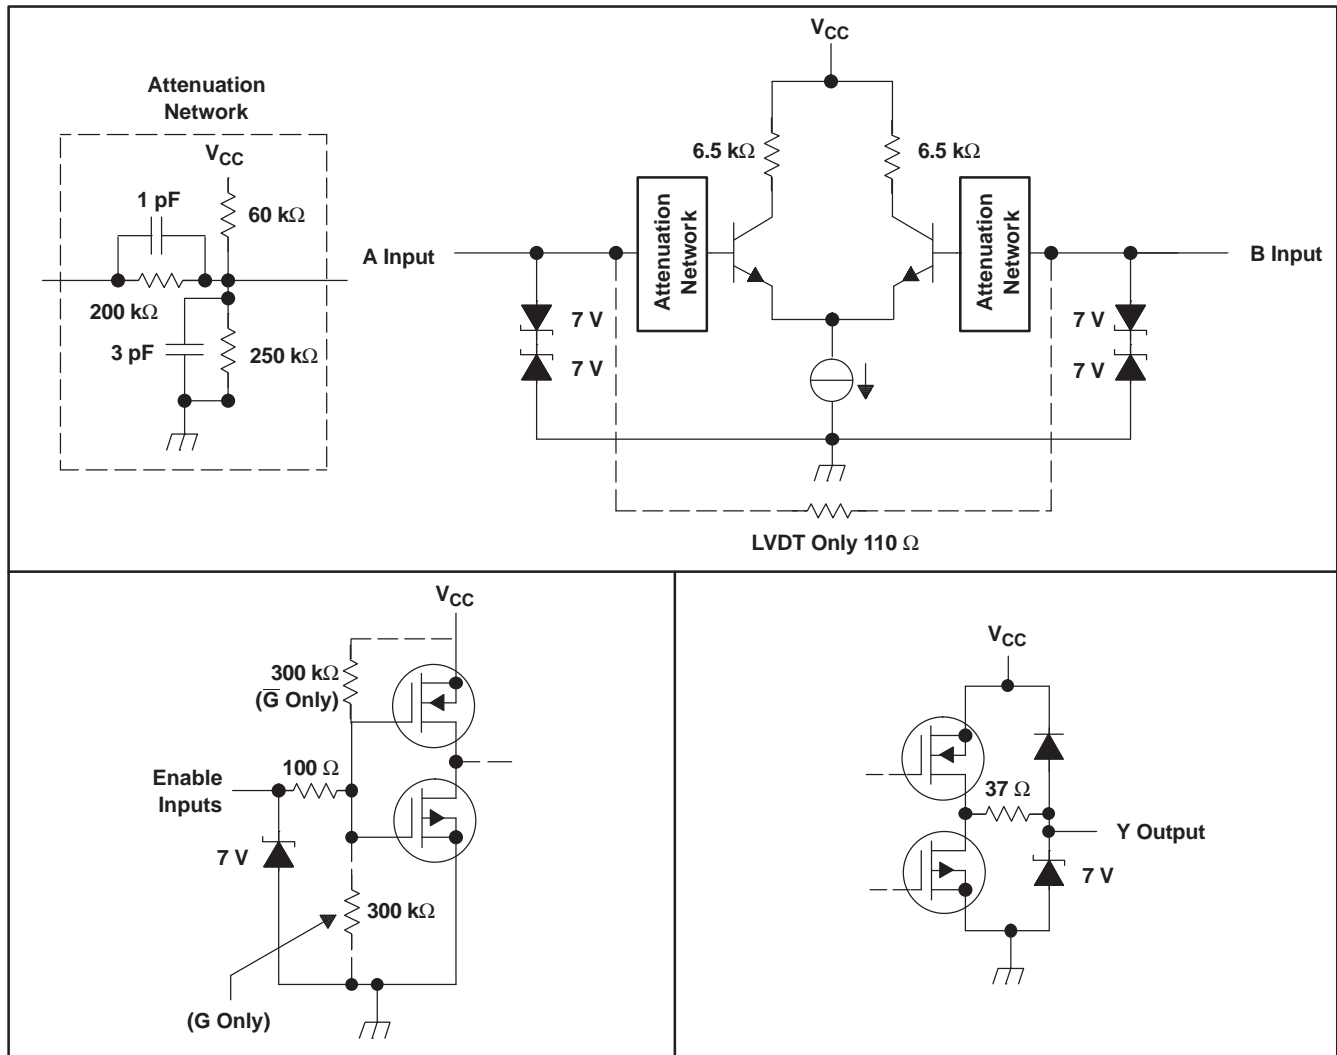 Attenuation
Network
VCC
1 pF
60 kΩ
200 kΩ
3 pF
250 kΩ
VCC
6.5 kΩ
6.5 kΩ
A Input
Attenuation
Network
Attenuation
Network
B Input
7 V
7 V
7 V
7 V
LVDT Only 110 Ω
VCC
300 kΩ
(G̅ Only)
100 Ω
Enable
Inputs
7 V
300 kΩ
(G Only)
VCC
37 Ω
Y Output
7 V